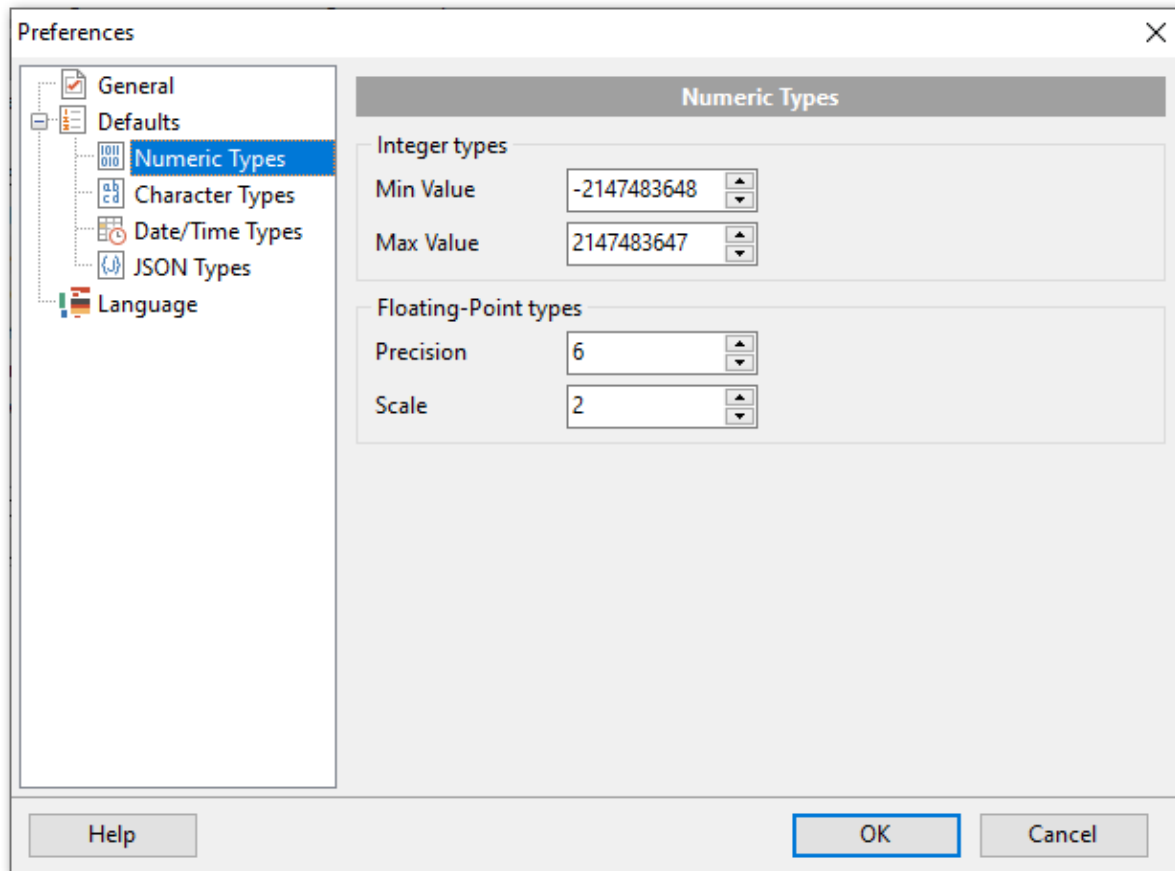 Preferences
General
Defaults
Numeric Types
Character Types
Date/Time Types
JSON Types
Language
Numeric Types
Integer types
Min Value -2147483648
Max Value 2147483647
Floating-Point types
Precision 6
Scale 2
Help OK Cancel